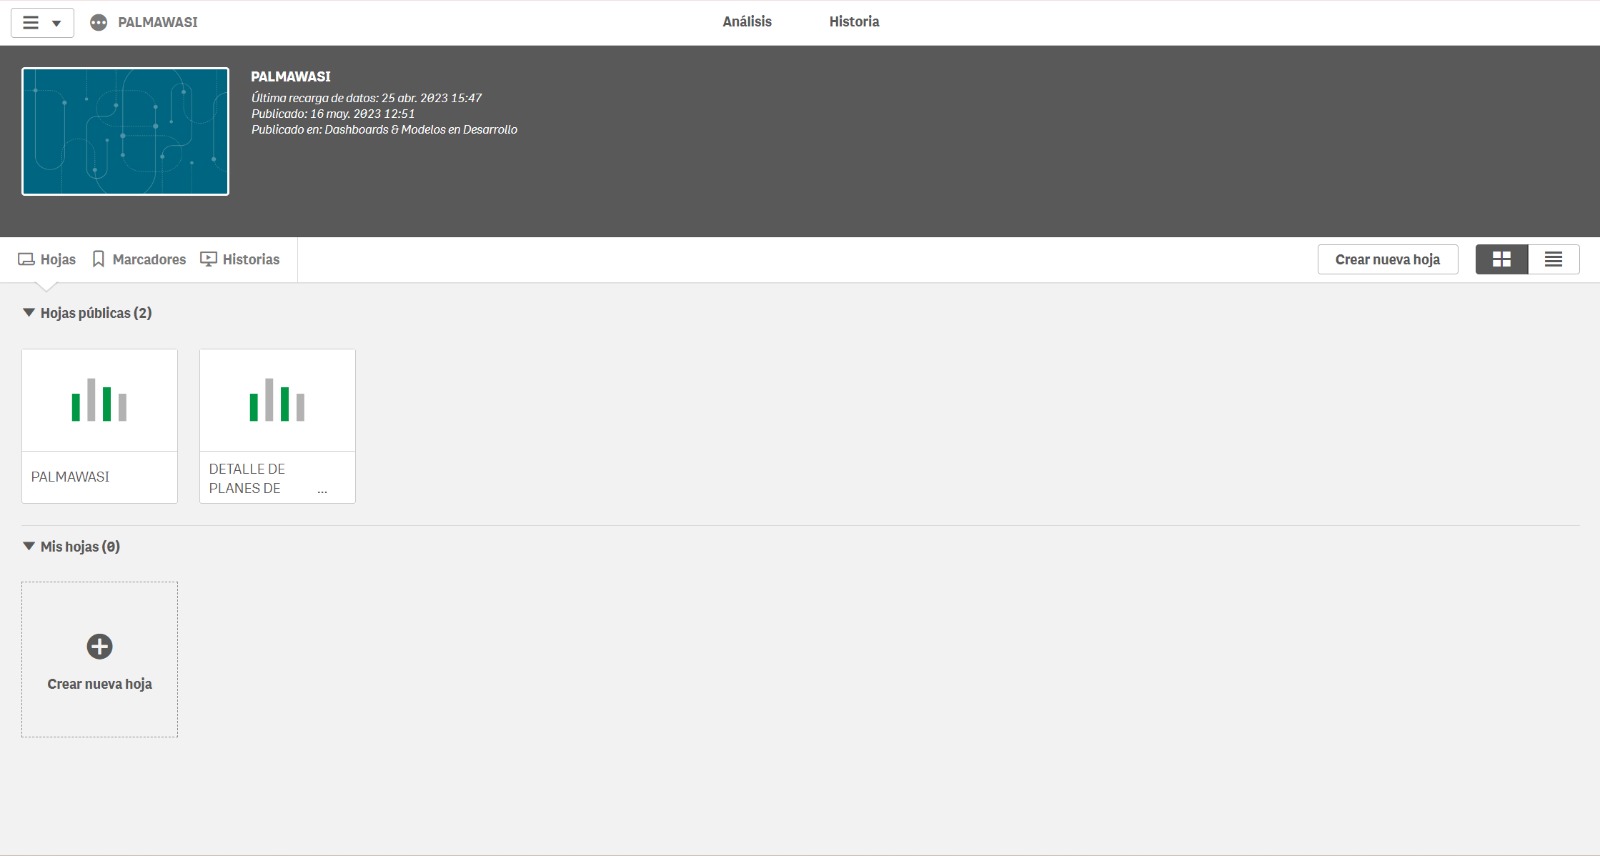 PALMAWASI
Análisis
Historia
PALMAWASI
Última recarga de datos: 25 abr. 2023 15:47
Publicado: 16 may. 2023 12:51
Publicado en: Dashboards & Modelos en Desarrollo
Hojas
Marcadores
Historias
Crear nueva hoja
Hojas públicas (2)
PALMAWASI
DETALLE DE
PLANES DE ...
Mis hojas (0)
Crear nueva hoja